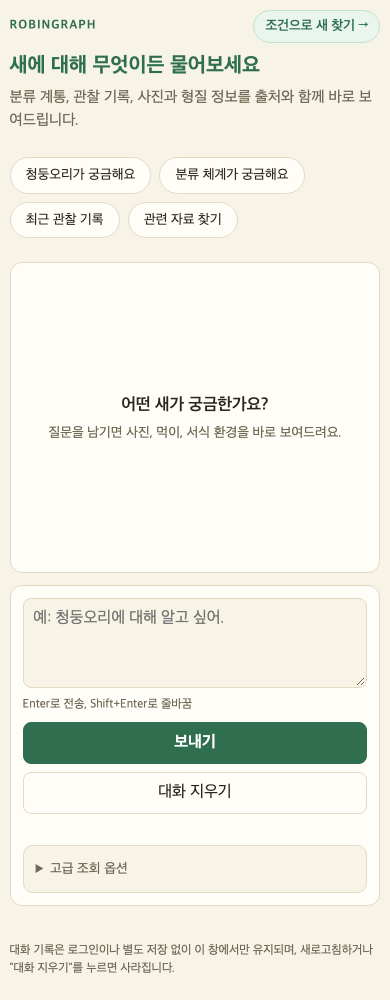 ROBINGRAPH
조건으로 새 찾기 →
새에 대해 무엇이든 물어보세요
분류 계통, 관찰 기록, 사진과 형질 정보를 출처와 함께 바로 보
여드립니다.
청둥오리가 궁금해요
분류 체계가 궁금해요
최근 관찰 기록
관련 자료 찾기
어떤 새가 궁금한가요?
질문을 남기면 사진, 먹이, 서식 환경을 바로 보여드려요.
예: 청둥오리에 대해 알고 싶어.
Enter로 전송, Shift+Enter로 줄바꿈
보내기
대화 지우기
▶ 고급 조회 옵션
대화 기록은 로그인이나 별도 저장 없이 이 창에서만 유지되며, 새로고침하거나
"대화 지우기"를 누르면 사라집니다.